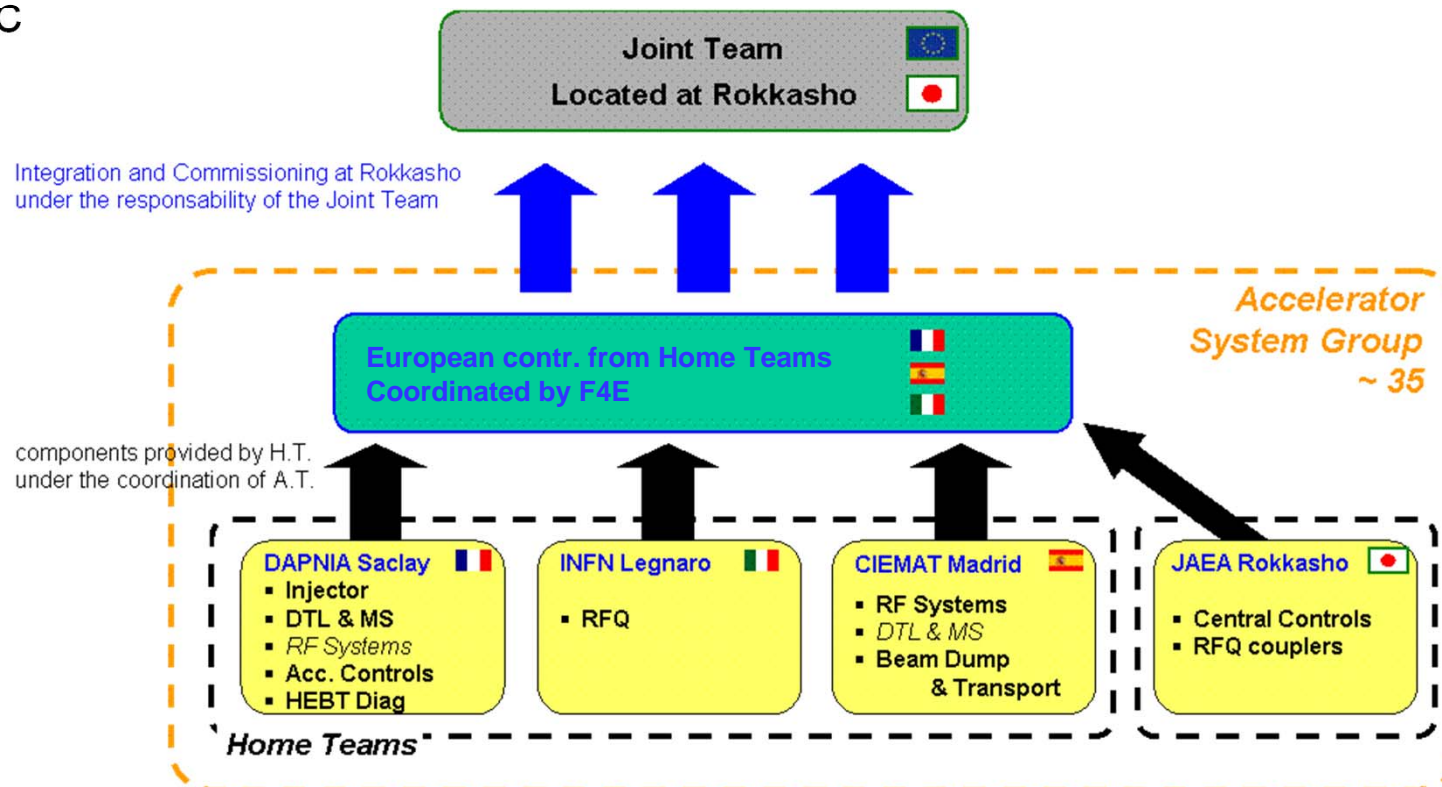 C
Joint Team
Located at Rokkasho
Integration and Commissioning at Rokkasho
under the responsability of the Joint Team
Accelerator
System Group
~ 35
European contr. from Home Teams
Coordinated by F4E
components provided by H.T.
under the coordination of A.T.
DAPNIA Saclay
▪ Injector
▪ DTL & MS
▪ RF Systems
▪ Acc. Controls
▪ HEBT Diag
INFN Legnaro
▪ RFQ
CIEMAT Madrid
▪ RF Systems
▪ DTL & MS
▪ Beam Dump
& Transport
JAEA Rokkasho
▪ Central Controls
▪ RFQ couplers
Home Teams